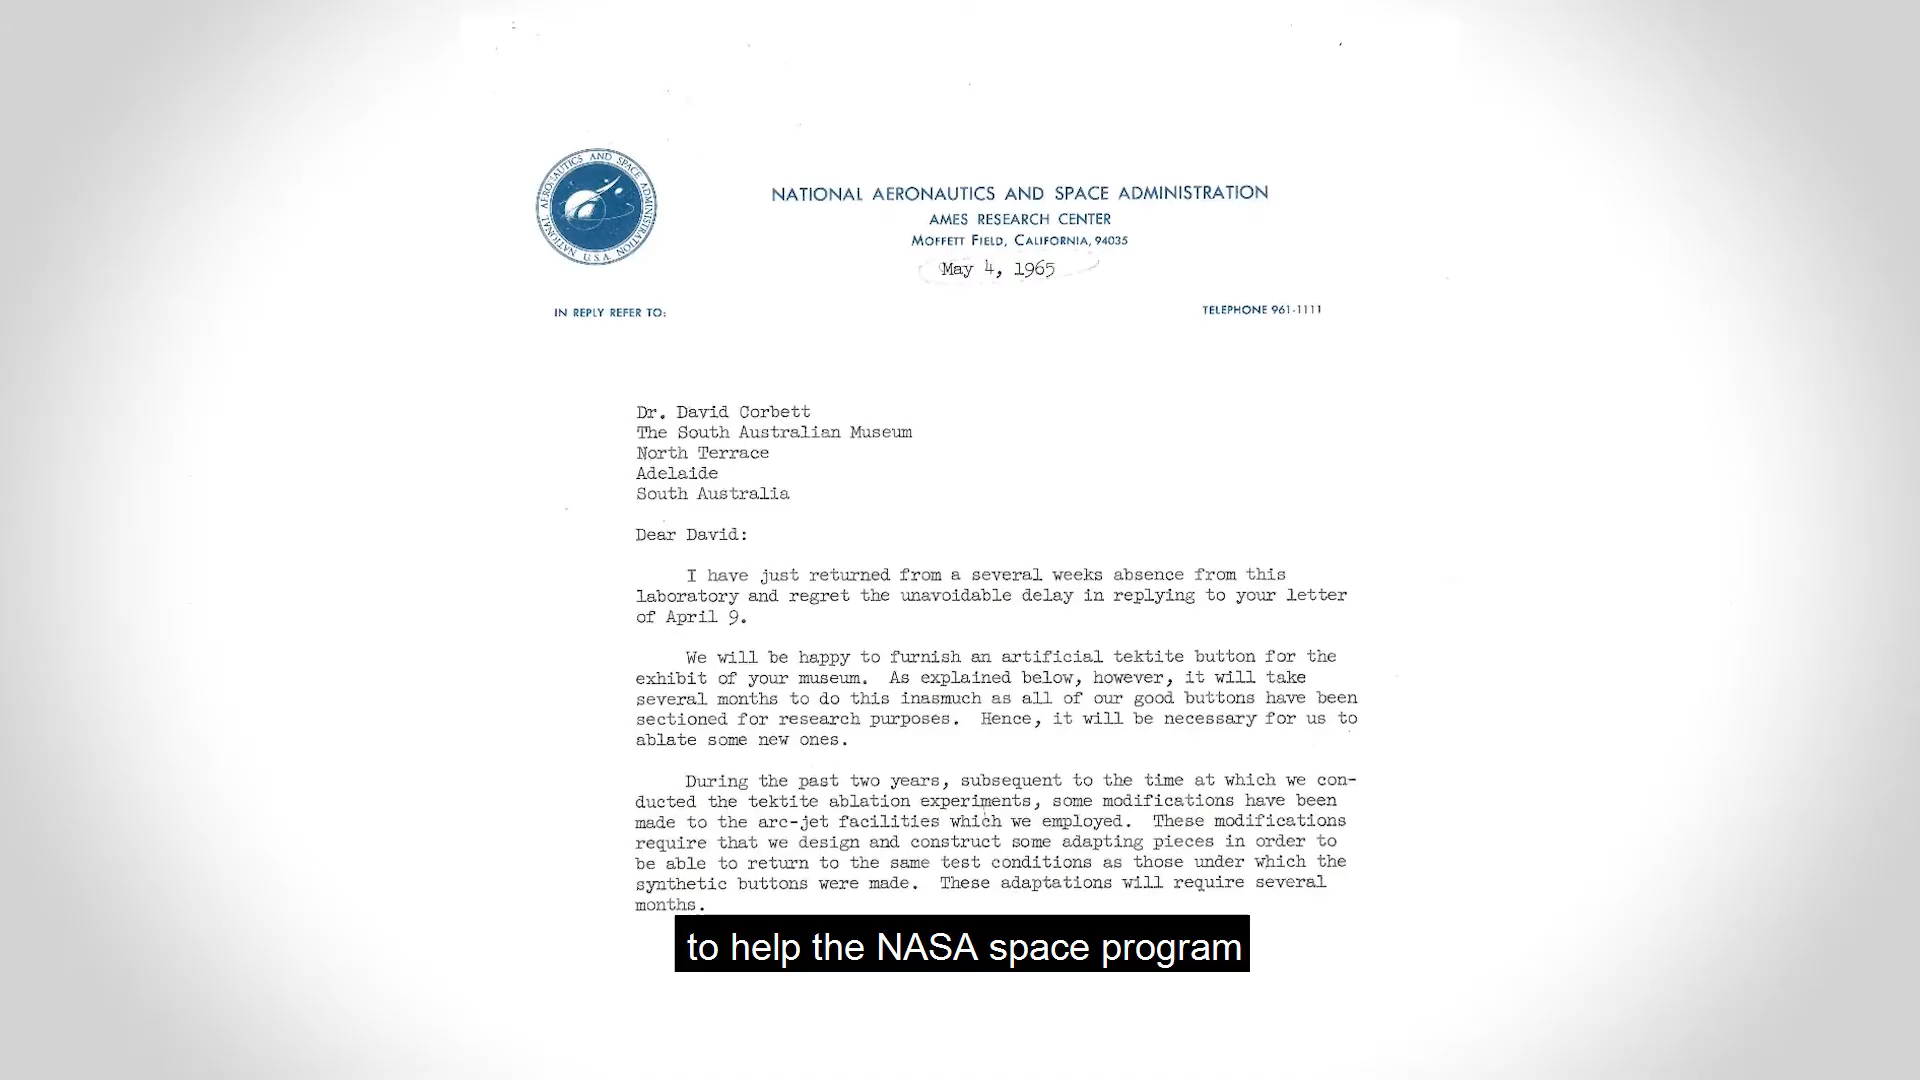 NATIONAL AERONAUTICS AND SPACE ADMINISTRATION
U.S.A.
NATIONAL AERONAUTICS AND SPACE ADMINISTRATION
AMES RESEARCH CENTER
MOFFETT FIELD, CALIFORNIA, 94035
May 4, 1965
IN REPLY REFER TO:
TELEPHONE 961-1111
Dr. David Corbett
The South Australian Museum
North Terrace
Adelaide
South Australia
Dear David:
I have just returned from a several weeks absence from this
laboratory and regret the unavoidable delay in replying to your letter
of April 9.
We will be happy to furnish an artificial tektite button for the
exhibit of your museum. As explained below, however, it will take
several months to do this inasmuch as all of our good buttons have been
sectioned for research purposes. Hence, it will be necessary for us to
ablate some new ones.
During the past two years, subsequent to the time at which we con-
ducted the tektite ablation experiments, some modifications have been
made to the arc-jet facilities which we employed. These modifications
require that we design and construct some adapting pieces in order to
be able to return to the same test conditions as those under which the
synthetic buttons were made. These adaptations will require several
months.
to help the NASA space program